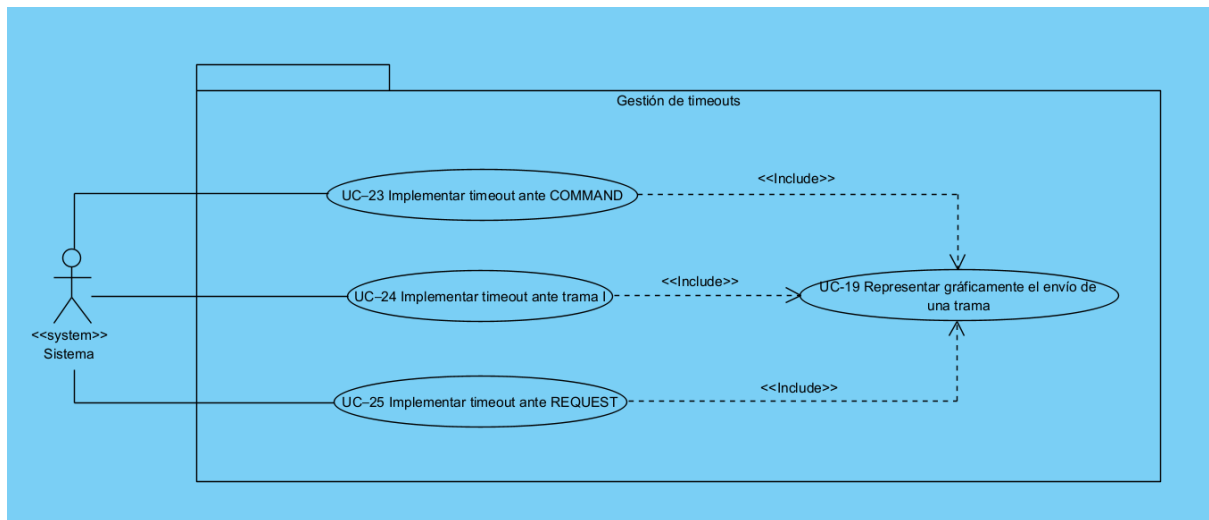 Gestión de timeouts
<<Include>>
UC–23 Implementar timeout ante COMMAND
<<Include>>
UC–24 Implementar timeout ante trama I
UC-19 Representar gráficamente el envío de
una trama
<<system>>
Sistema
<<Include>>
UC–25 Implementar timeout ante REQUEST